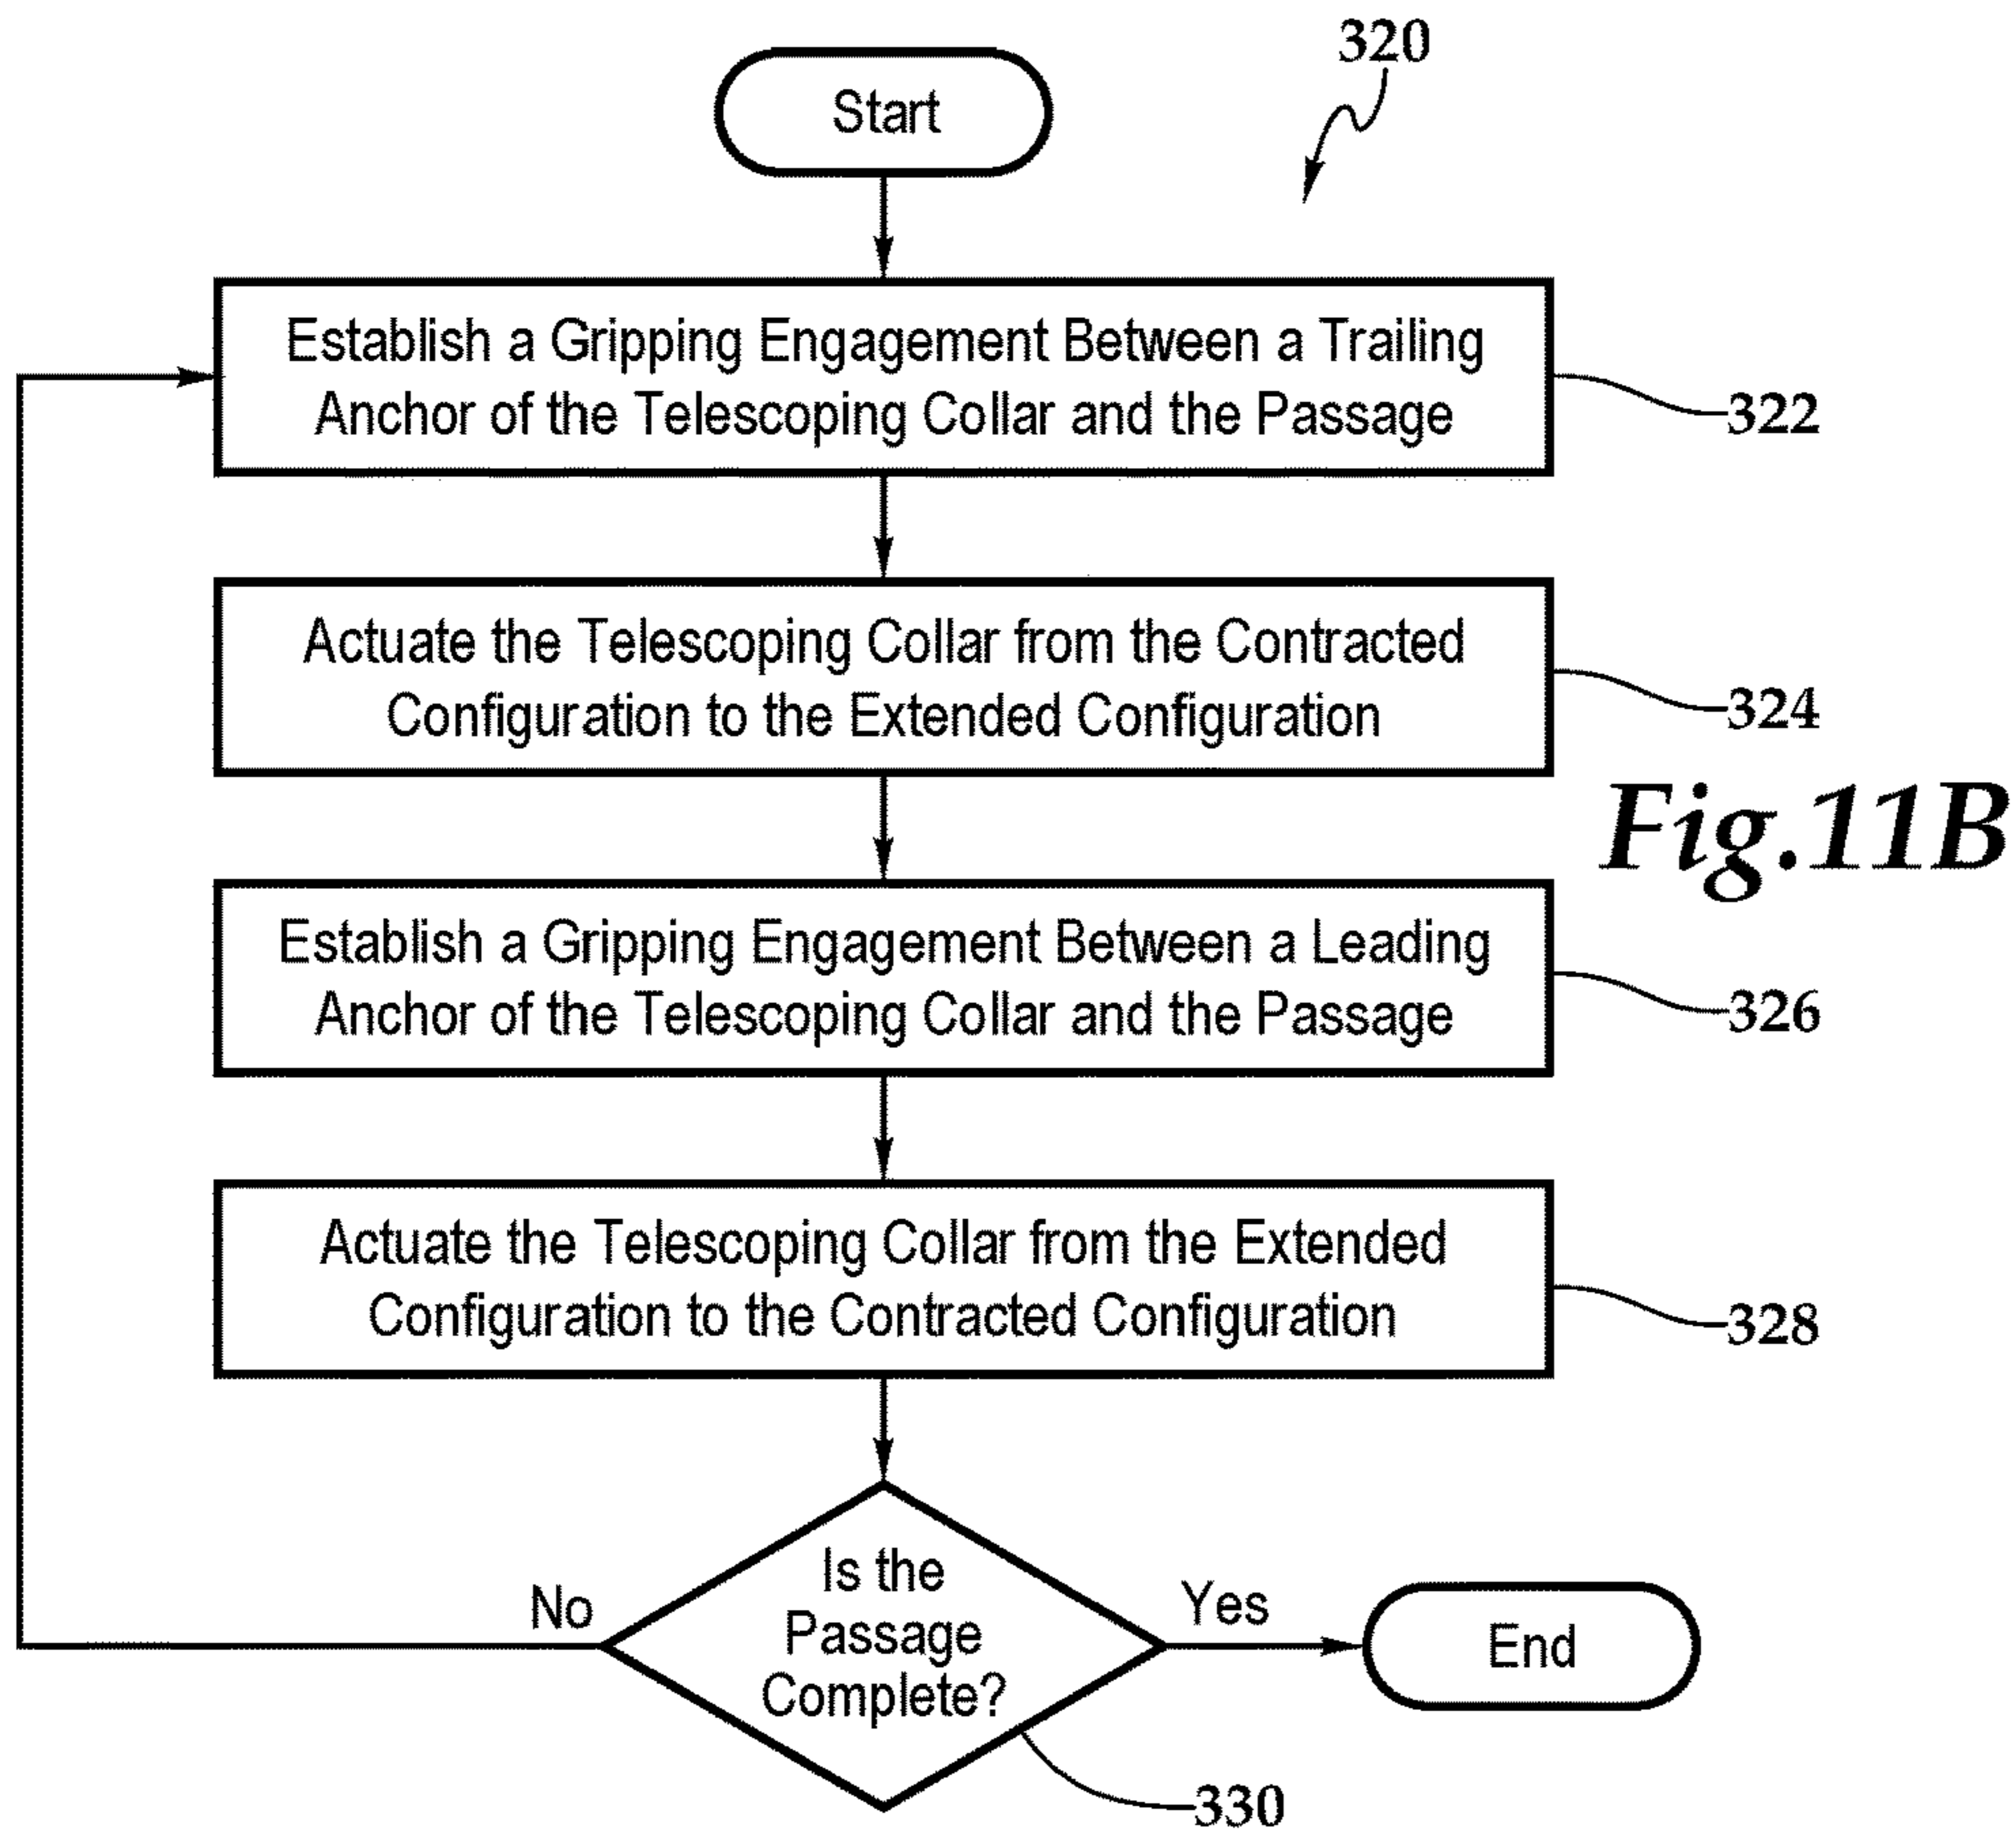 320
Start
Establish a Gripping Engagement Between a Trailing
Anchor of the Telescoping Collar and the Passage
322
Actuate the Telescoping Collar from the Contracted
Configuration to the Extended Configuration
324
Fig.11B
Establish a Gripping Engagement Between a Leading
Anchor of the Telescoping Collar and the Passage
326
Actuate the Telescoping Collar from the Extended
Configuration to the Contracted Configuration
328
Is the
Passage
Complete?
No
Yes
End
330